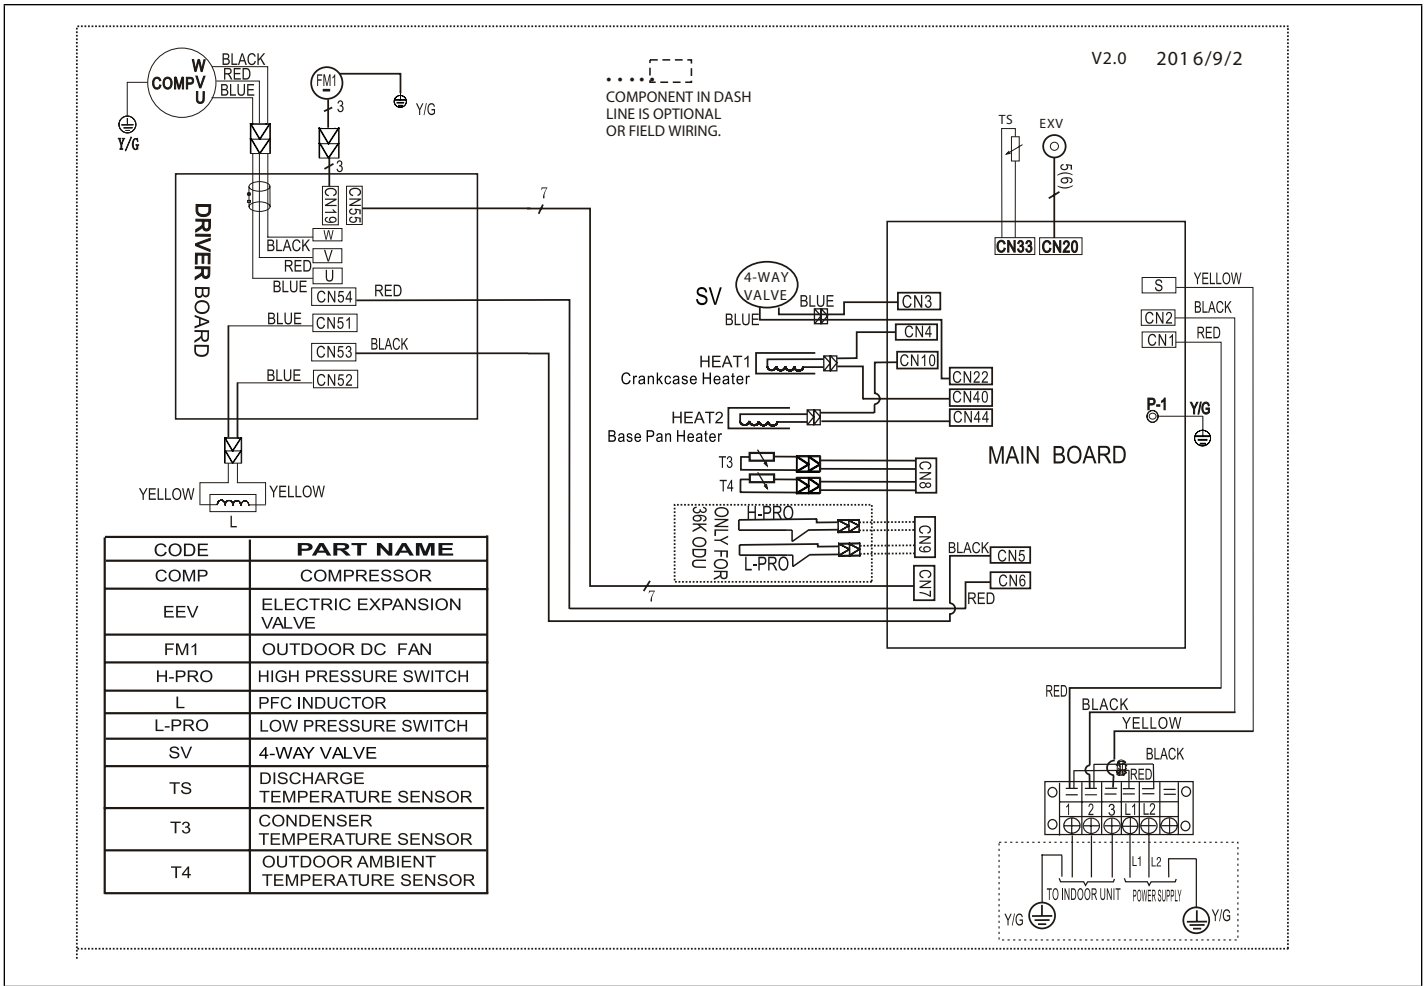 V2.0 2016/9/2
W
COMP V
U
BLACK
RED
BLUE
Y/G
FM1
3
Y/G
3
COMPONENT IN DASH
LINE IS OPTIONAL
OR FIELD WIRING.
TS
EXV
5(6)
DRIVER BOARD
CN19
CN55
7
W
BLACK
V
RED
U
BLUE
CN54
RED
BLUE
CN51
CN53
BLACK
BLUE
CN52
YELLOW
YELLOW
L
CN33
CN20
SV
4-WAY
VALVE
BLUE
BLUE
CN3
CN4
HEAT1
Crankcase Heater
CN10
CN22
CN40
HEAT2
Base Pan Heater
CN44
T3
T4
CN8
ONLY FOR
36K ODU
H-PRO
L-PRO
CN9
BLACK
CN5
CN7
CN6
RED
7
MAIN BOARD
S
YELLOW
CN2
BLACK
CN1
RED
P-1
Y/G
CODE PART NAME
COMP COMPRESSOR
EEV ELECTRIC EXPANSION
VALVE
FM1 OUTDOOR DC FAN
H-PRO HIGH PRESSURE SWITCH
L PFC INDUCTOR
L-PRO LOW PRESSURE SWITCH
SV 4-WAY VALVE
TS DISCHARGE
TEMPERATURE SENSOR
T3 CONDENSER
TEMPERATURE SENSOR
T4 OUTDOOR AMBIENT
TEMPERATURE SENSOR
RED
BLACK
YELLOW
BLACK
RED
1 2 3 L1 L2
L1 L2
TO INDOOR UNIT
POWER SUPPLY
Y/G
Y/G